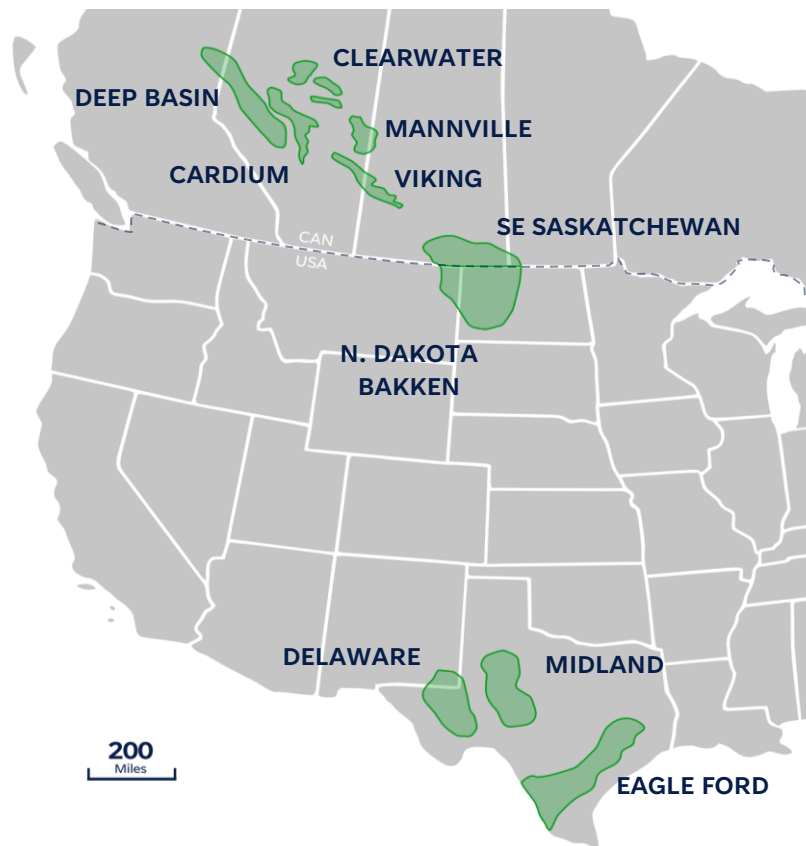 CLEARWATER
DEEP BASIN
MANNVILLE
CARDIUM
VIKING
SE SASKATCHEWAN
CAN
USA
N. DAKOTA
BAKKEN
DELAWARE
MIDLAND
200
Miles
EAGLE FORD